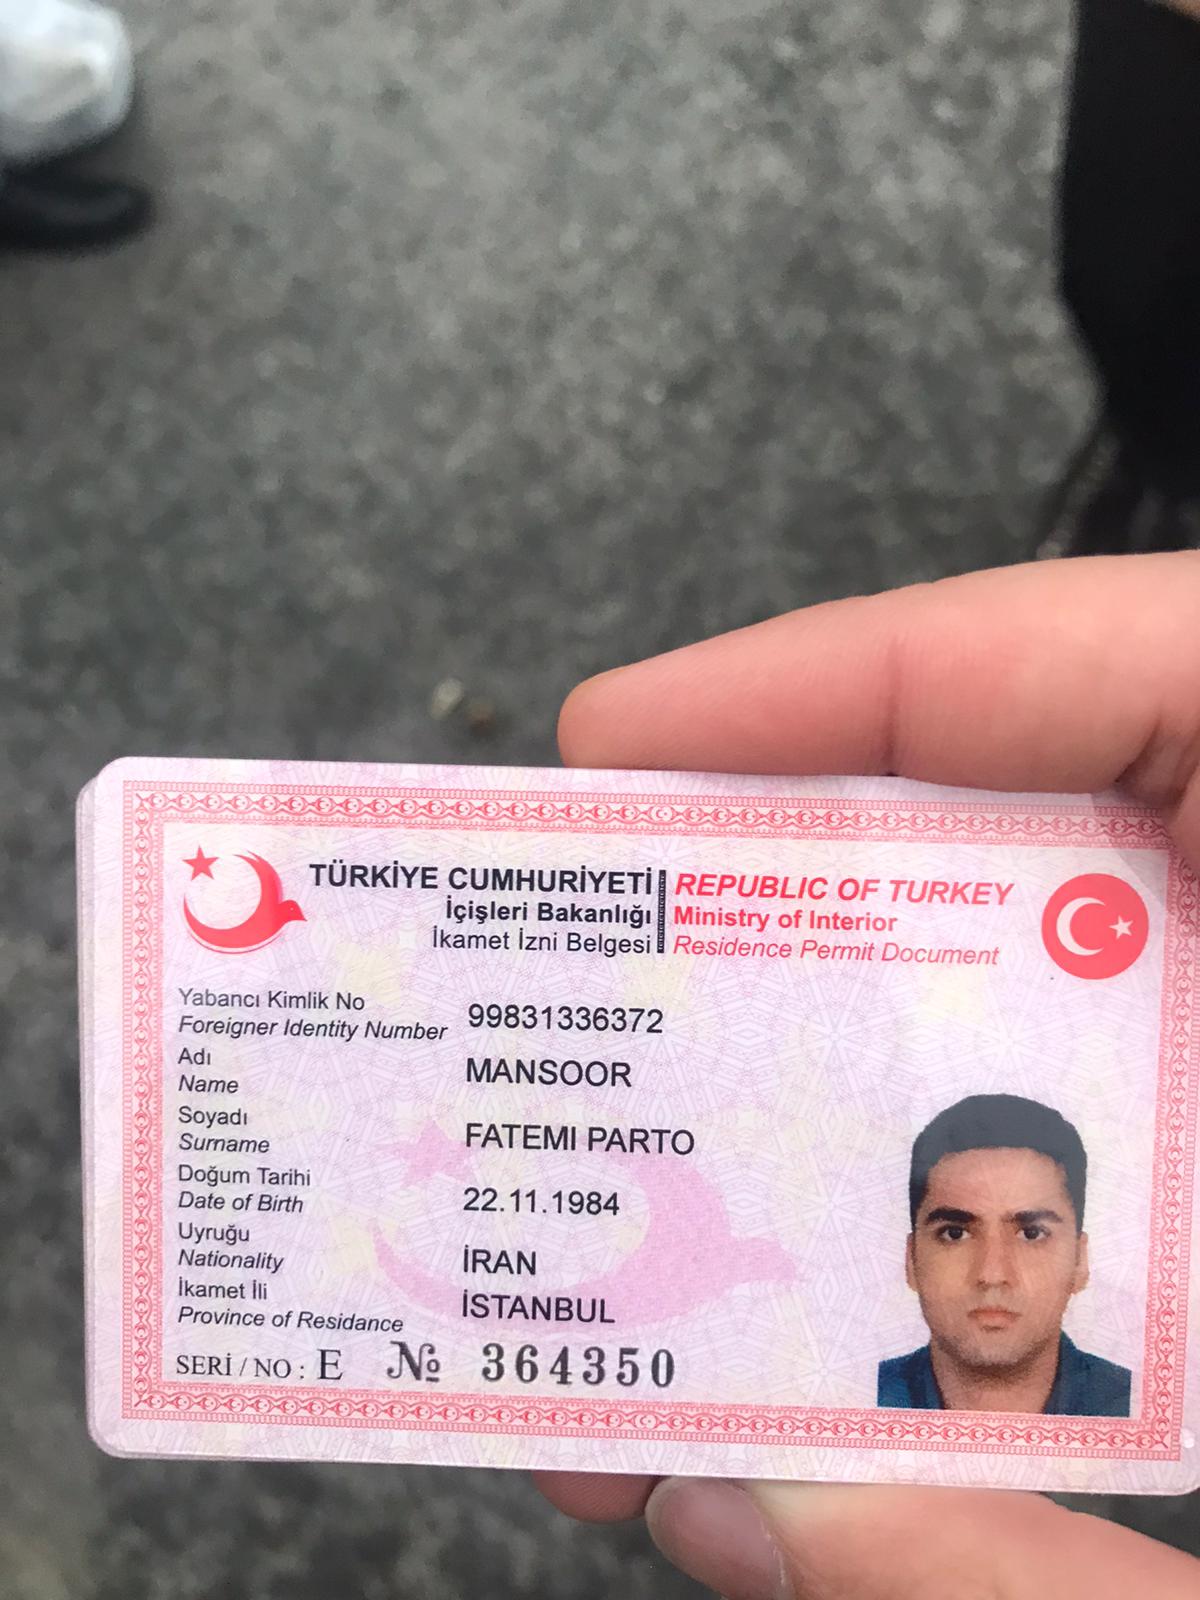 TÜRKİYE CUMHURİYETİ REPUBLIC OF TURKEY
İçişleri Bakanlığı Ministry of Interior
İkamet İzni Belgesi Residence Permit Document
Yabancı Kimlik No
Foreigner Identity Number 99831336372
Adı
Name MANSOOR
Soyadı
Surname FATEMI PARTO
Doğum Tarihi
Date of Birth 22.11.1984
Uyruğu
Nationality İRAN
İkamet İli
Province of Residance İSTANBUL
SERİ / NO : E № 364350